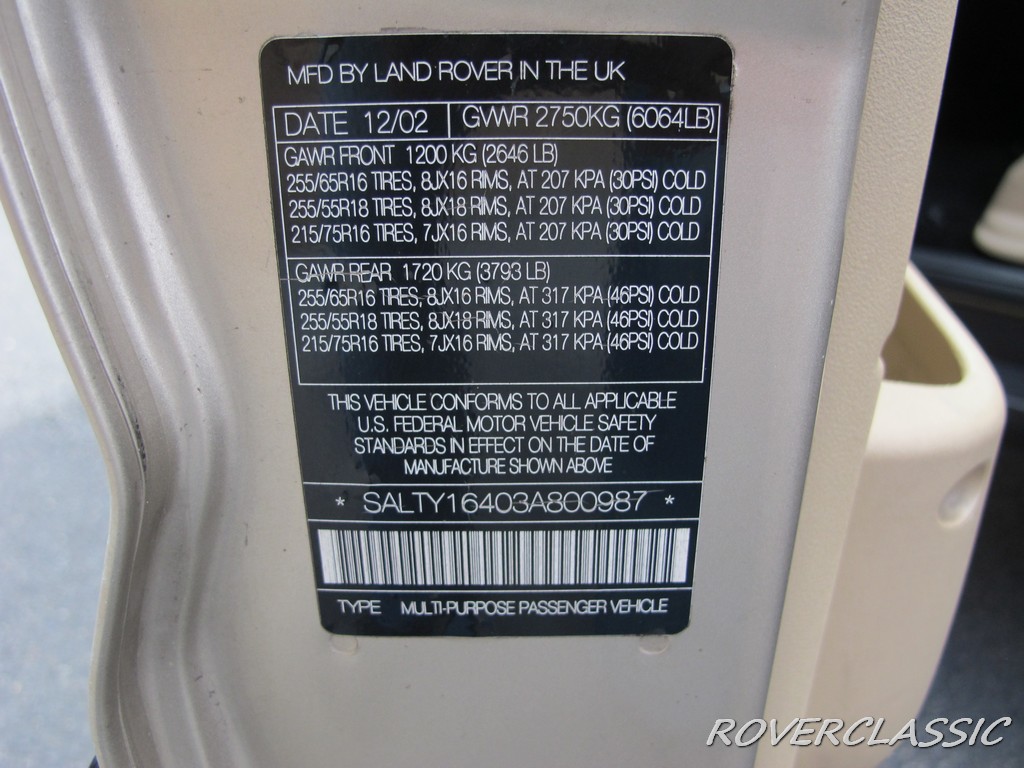 MFD BY LAND ROVER IN THE UK
DATE 12/02 GVWR 2750KG (6064LB)
GAWR FRONT 1200 KG (2646 LB)
255/65R16 TIRES, 8JX16 RIMS, AT 207 KPA (30PSI) COLD
255/55R18 TIRES, 8JX18 RIMS, AT 207 KPA (30PSI) COLD
215/75R16 TIRES, 7JX16 RIMS, AT 207 KPA (30PSI) COLD
GAWR REAR 1720 KG (3793 LB)
255/65R16 TIRES, 8JX16 RIMS, AT 317 KPA (46PSI) COLD
255/55R18 TIRES, 8JX18 RIMS, AT 317 KPA (46PSI) COLD
215/75R16 TIRES, 7JX16 RIMS, AT 317 KPA (46PSI) COLD
THIS VEHICLE CONFORMS TO ALL APPLICABLE
U.S. FEDERAL MOTOR VEHICLE SAFETY
STANDARDS IN EFFECT ON THE DATE OF
MANUFACTURE SHOWN ABOVE
* SALTY16403A800987 *
TYPE MULTI-PURPOSE PASSENGER VEHICLE
ROVERCLASSIC